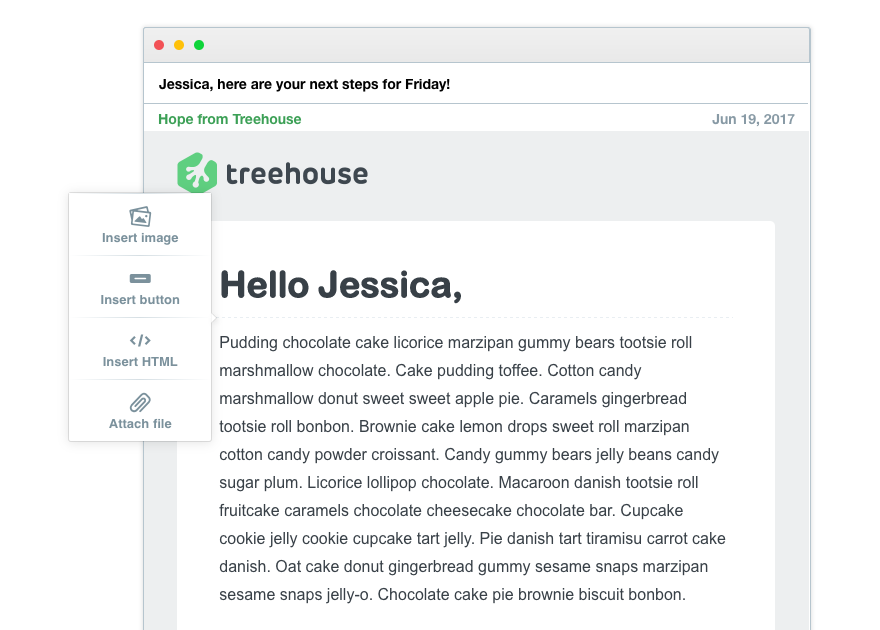 Jessica, here are your next steps for Friday!
Hope from Treehouse
Jun 19, 2017
treehouse
Insert image
Insert button
Insert HTML
Attach file
Hello Jessica,
Pudding chocolate cake licorice marzipan gummy bears tootsie roll
marshmallow chocolate. Cake pudding toffee. Cotton candy
marshmallow donut sweet sweet apple pie. Caramels gingerbread
tootsie roll bonbon. Brownie cake lemon drops sweet roll marzipan
cotton candy powder croissant. Candy gummy bears jelly beans candy
sugar plum. Licorice lollipop chocolate. Macaroon danish tootsie roll
fruitcake caramels chocolate cheesecake chocolate bar. Cupcake
cookie jelly cookie cupcake tart jelly. Pie danish tart tiramisu carrot cake
danish. Oat cake donut gingerbread gummy sesame snaps marzipan
sesame snaps jelly-o. Chocolate cake pie brownie biscuit bonbon.